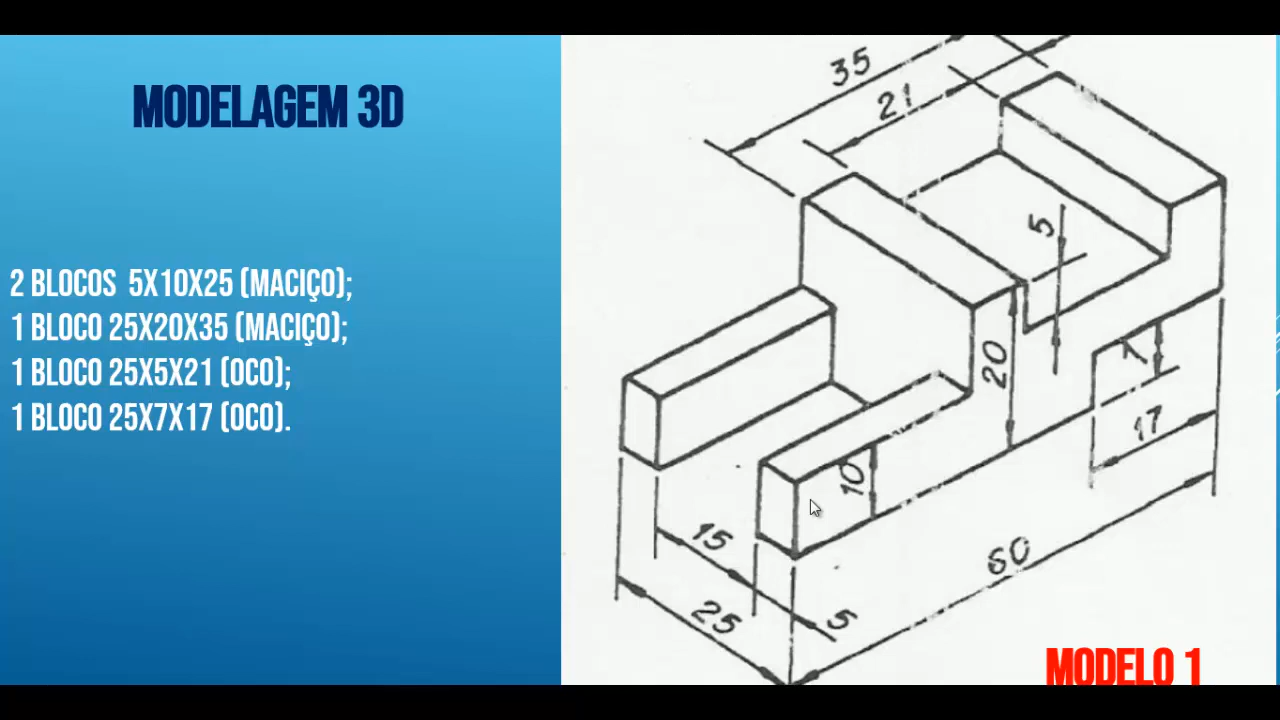 MODELAGEM 3D
2 BLOCOS 5X10X25 (MACIÇO);
1 BLOCO 25X20X35 (MACIÇO);
1 BLOCO 25X5X21 (OCO);
1 BLOCO 25X7X17 (OCO).
35
21
5
20
7
17
10
15
60
25
5
MODELO 1